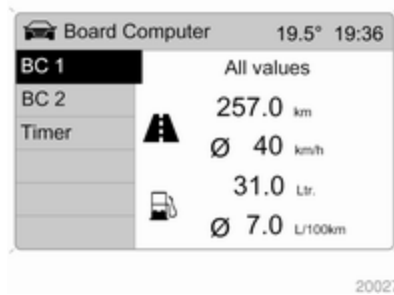 Board Computer 19.5° 19:36
BC 1
All values
BC 2
257.0 km
Timer
Ø 40 km/h
31.0 Ltr.
Ø 7.0 L/100km
20027